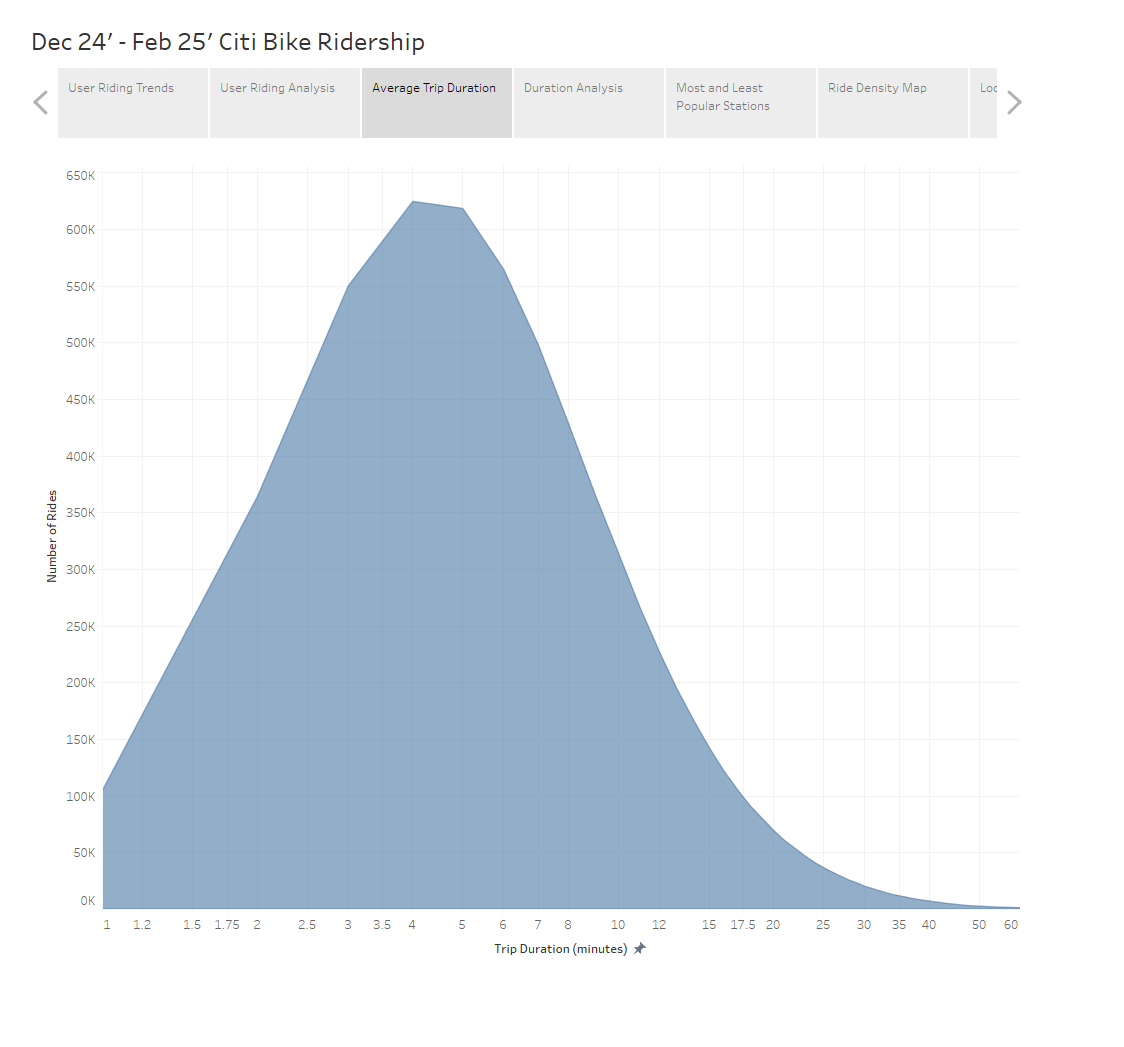 Dec 24' - Feb 25' Citi Bike Ridership
User Riding Trends
User Riding Analysis
Average Trip Duration
Duration Analysis
Most and Least
Popular Stations
Ride Density Map
650K
600K
550K
500K
450K
400K
350K
300K
250K
200K
150K
100K
50K
0K
Number of Rides
1 1.2 1.5 1.75 2 2.5 3 3.5 4 5 6 7 8 10 12 15 17.5 20 25 30 35 40 50 60
Trip Duration (minutes)